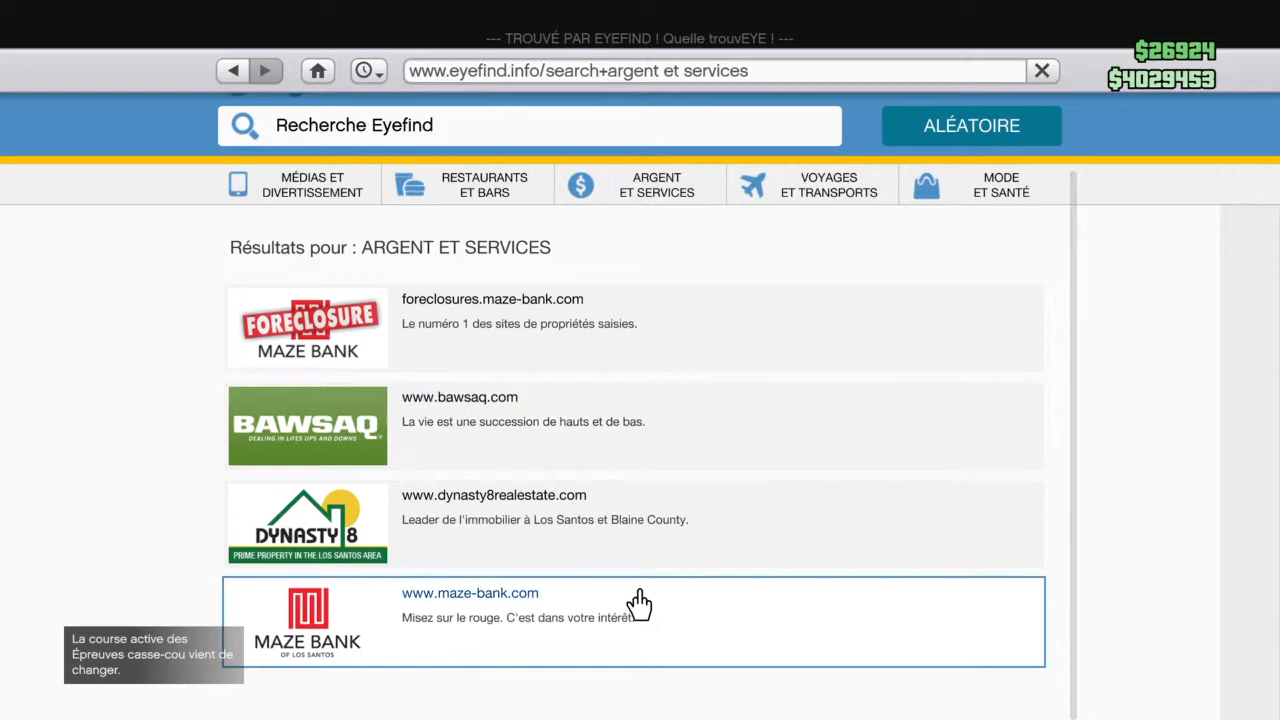 --- TROUVÉ PAR EYEFIND ! Quelle trouvEYE ! ---
$26924
www.eyefind.info/search+argent et services
$4029453
Recherche Eyefind
ALÉATOIRE
MÉDIAS ET
DIVERTISSEMENT
RESTAURANTS
ET BARS
ARGENT
ET SERVICES
VOYAGES
ET TRANSPORTS
MODE
ET SANTÉ
Résultats pour : ARGENT ET SERVICES
FORECLOSURE
MAZE BANK
foreclosures.maze-bank.com
Le numéro 1 des sites de propriétés saisies.
BAWSAQ
DEALING IN LIFES UPS AND DOWNS
www.bawsaq.com
La vie est une succession de hauts et de bas.
DYNASTY 8
PRIME PROPERTY IN THE LOS SANTOS AREA
www.dynasty8realestate.com
Leader de l'immobilier à Los Santos et Blaine County.
MAZE BANK
OF LOS SANTOS
www.maze-bank.com
Misez sur le rouge. C'est dans votre intérêt.
La course active des
Épreuves casse-cou vient de
changer.